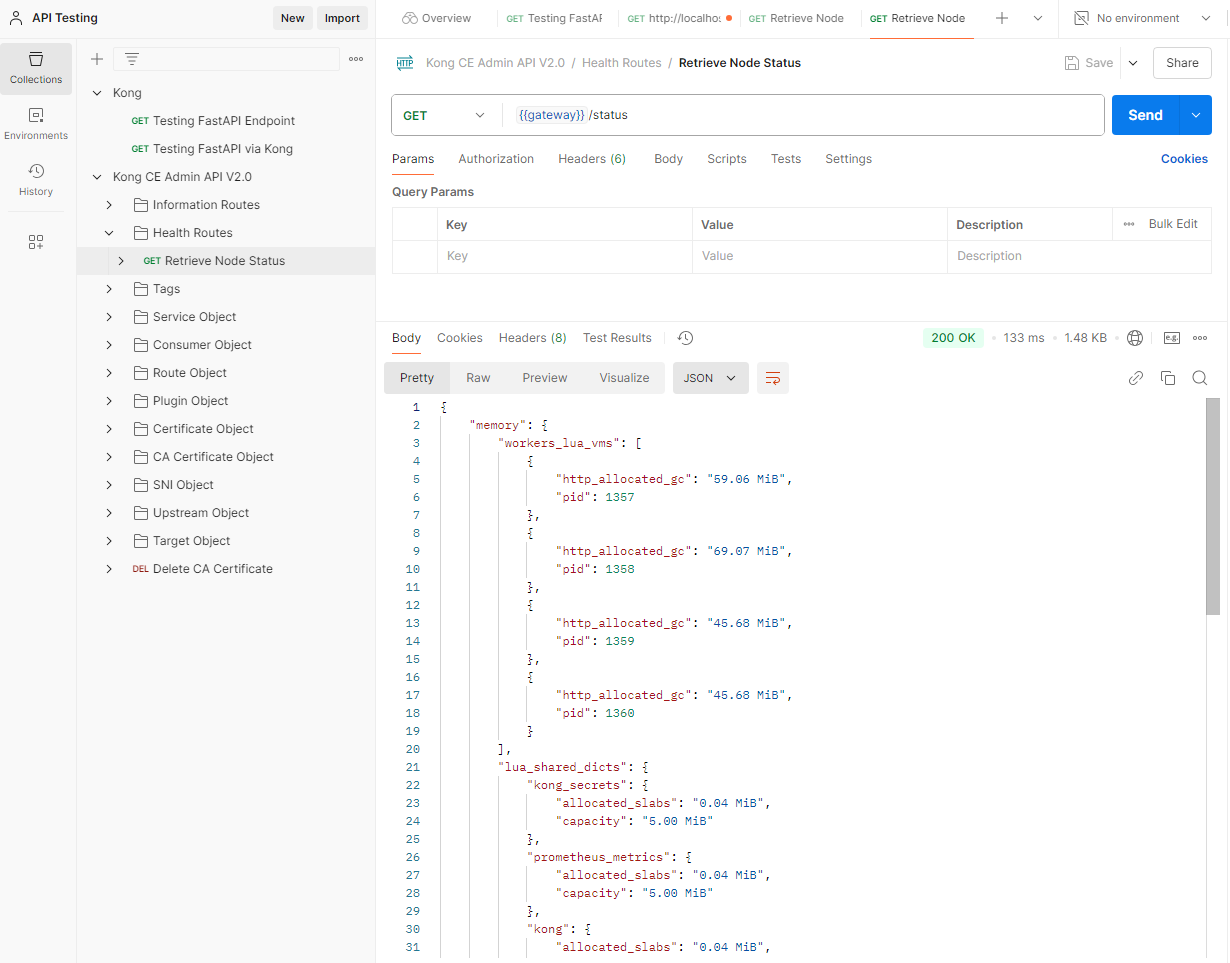 API Testing
New
Import
Overview
GET Testing FastAF
GET http://localhos
GET Retrieve Node
GET Retrieve Node
No environment
Collections
Environments
History
Kong
GET Testing FastAPI Endpoint
GET Testing FastAPI via Kong
Kong CE Admin API V2.0
Information Routes
Health Routes
GET Retrieve Node Status
Tags
Service Object
Consumer Object
Route Object
Plugin Object
Certificate Object
CA Certificate Object
SNI Object
Upstream Object
Target Object
DEL Delete CA Certificate
HTTP Kong CE Admin API V2.0 / Health Routes / Retrieve Node Status
Save
Share
GET
{{gateway}} /status
Send
Params Authorization Headers (6) Body Scripts Tests Settings
Cookies
Query Params
Key Value Description Bulk Edit
Key Value Description
Body Cookies Headers (8) Test Results
200 OK • 133 ms • 1.48 KB
e.g.
Pretty Raw Preview Visualize JSON
1 {
2 "memory": {
3 "workers_lua_vms": [
4 {
5 "http_allocated_gc": "59.06 MiB",
6 "pid": 1357
7 },
8 {
9 "http_allocated_gc": "69.07 MiB",
10 "pid": 1358
11 },
12 {
13 "http_allocated_gc": "45.68 MiB",
14 "pid": 1359
15 },
16 {
17 "http_allocated_gc": "45.68 MiB",
18 "pid": 1360
19 }
20 ],
21 "lua_shared_dicts": {
22 "kong_secrets": {
23 "allocated_slabs": "0.04 MiB",
24 "capacity": "5.00 MiB"
25 },
26 "prometheus_metrics": {
27 "allocated_slabs": "0.04 MiB",
28 "capacity": "5.00 MiB"
29 },
30 "kong": {
31 "allocated_slabs": "0.04 MiB",